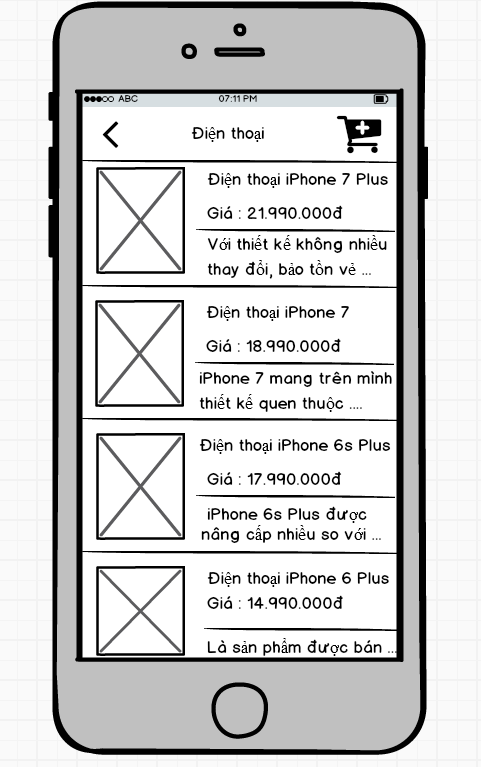 ABC 07:11 PM
Điện thoại
Điện thoại iPhone 7 Plus
Giá : 21.990.000đ
Với thiết kế không nhiều
thay đổi, bảo tồn vẻ ...
Điện thoại iPhone 7
Giá : 18.990.000đ
iPhone 7 mang trên mình
thiết kế quen thuộc ....
Điện thoại iPhone 6s Plus
Giá : 17.990.000đ
iPhone 6s Plus được
nâng cấp nhiều so với ...
Điện thoại iPhone 6 Plus
Giá : 14.990.000đ
Là sản phẩm được bán ...